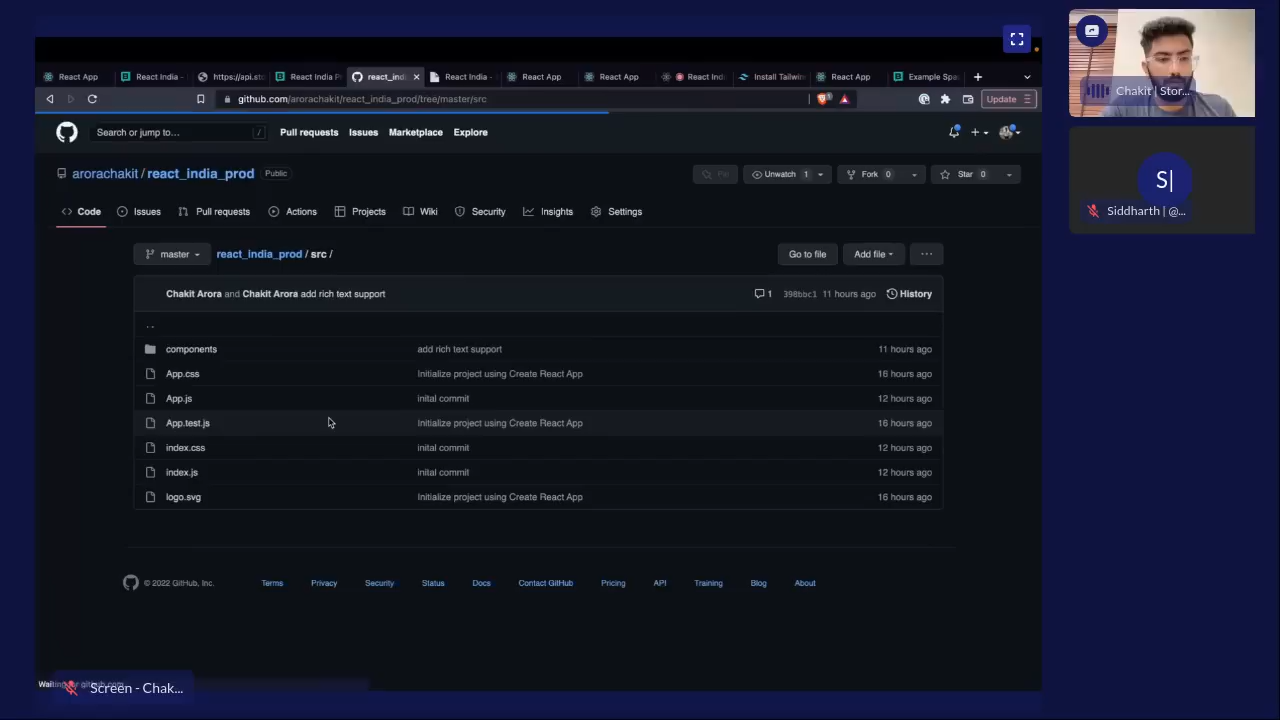 React App
React India -
https://api.sto
React India P
react_indi
React India -
React App
React App
React Indi
Install Tailwi
React App
Example Spa
github.com/arorachakit/react_india_prod/tree/master/src
Update
Search or jump to…
/
Pull requests
Issues
Marketplace
Explore
arorachakit / react_india_prod
Public
Unwatch 1
Fork 0
Star 0
Code
Issues
Pull requests
Actions
Projects
Wiki
Security
Insights
Settings
master
react_india_prod / src /
Go to file
Add file
Chakit Arora and Chakit Arora add rich text support
1
398bbc1
11 hours ago
History
..
components
add rich text support
11 hours ago
App.css
Initialize project using Create React App
16 hours ago
App.js
inital commit
12 hours ago
App.test.js
Initialize project using Create React App
16 hours ago
index.css
inital commit
12 hours ago
index.js
inital commit
12 hours ago
logo.svg
Initialize project using Create React App
16 hours ago
© 2022 GitHub, Inc.
Terms
Privacy
Security
Status
Docs
Contact GitHub
Pricing
API
Training
Blog
About
Screen - Chak...
Chakit | Stor...
S|
Siddharth | @...